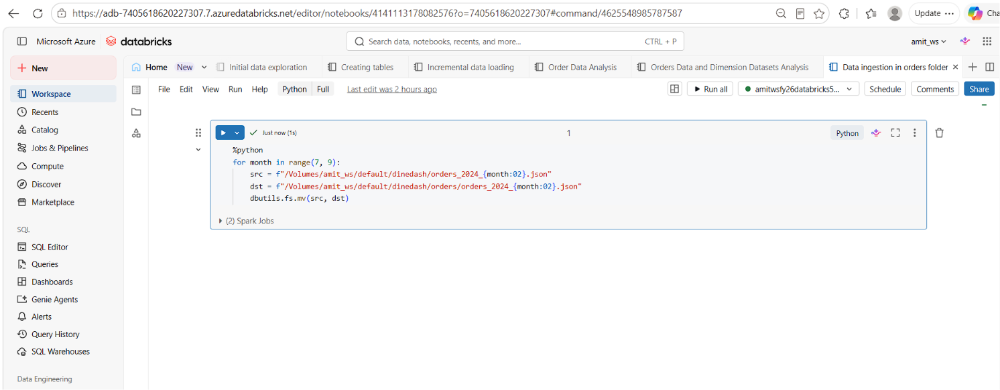 https://adb-7405618620227307.7.azuredatabricks.net/editor/notebooks/4141113178082576?o=7405618620227307#command/4625548985787587
Update
Cha
Microsoft Azure
databricks
Search data, notebooks, recents, and more...
CTRL + P
amit_ws
New
Workspace
Recents
Catalog
Jobs & Pipelines
Compute
Discover
Marketplace
SQL
SQL Editor
Queries
Dashboards
Genie Agents
Alerts
Query History
SQL Warehouses
Data Engineering
Home New
Initial data exploration
Creating tables
Incremental data loading
Order Data Analysis
Orders Data and Dimension Datasets Analysis
Data ingestion in orders folder
File Edit View Run Help Python Full Last edit was 2 hours ago
Run all
amitwsfy26databricks5...
Schedule
Comments
Share
Just now (1s)
1
Python
%python
for month in range(7, 9):
    src = f"/Volumes/amit_ws/default/dinedash/orders_2024_{month:02}.json"
    dst = f"/Volumes/amit_ws/default/dinedash/orders/orders_2024_{month:02}.json"
    dbutils.fs.mv(src, dst)
(2) Spark Jobs